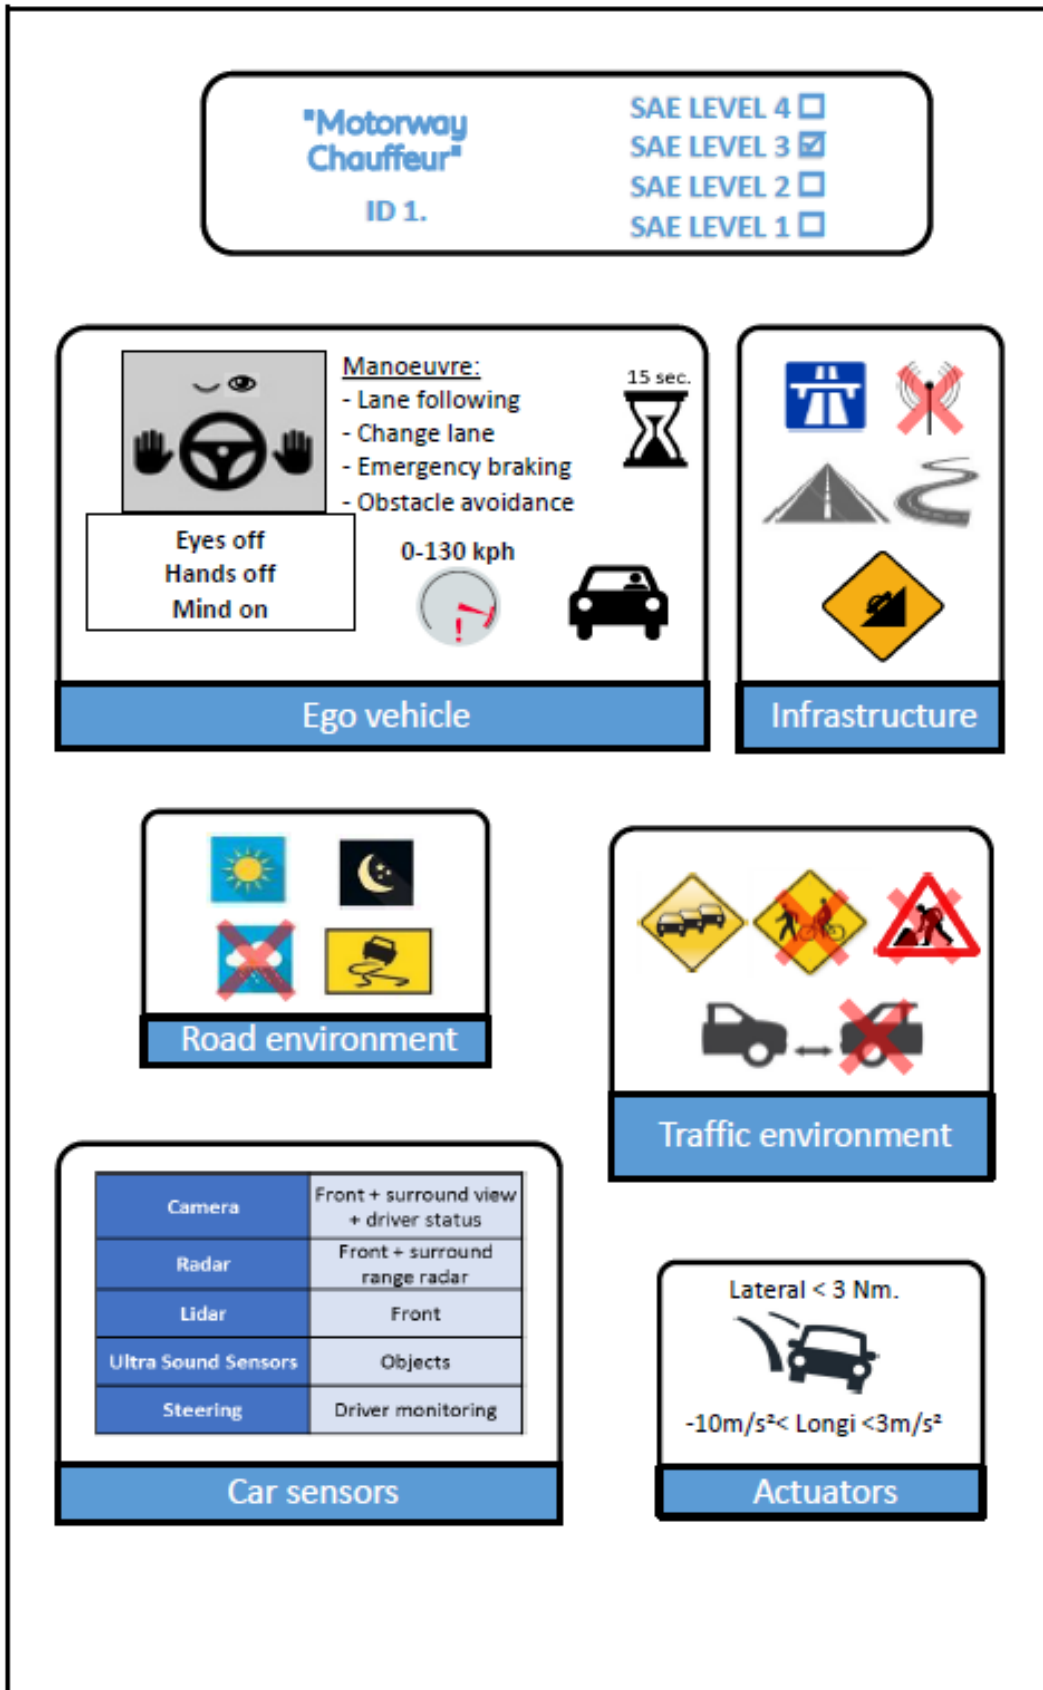 "Motorway
Chauffeur"
ID 1.
SAE LEVEL 4
SAE LEVEL 3
SAE LEVEL 2
SAE LEVEL 1
Eyes off
Hands off
Mind on
Manoeuvre:
- Lane following
- Change lane
- Emergency braking
- Obstacle avoidance
15 sec.
0-130 kph
!
Ego vehicle
Infrastructure
Road environment
Traffic environment
Camera
Front + surround view
+ driver status
Radar
Front + surround
range radar
Lidar
Front
Ultra Sound Sensors
Objects
Steering
Driver monitoring
Car sensors
Lateral < 3 Nm.
-10m/s²< Longi <3m/s²
Actuators